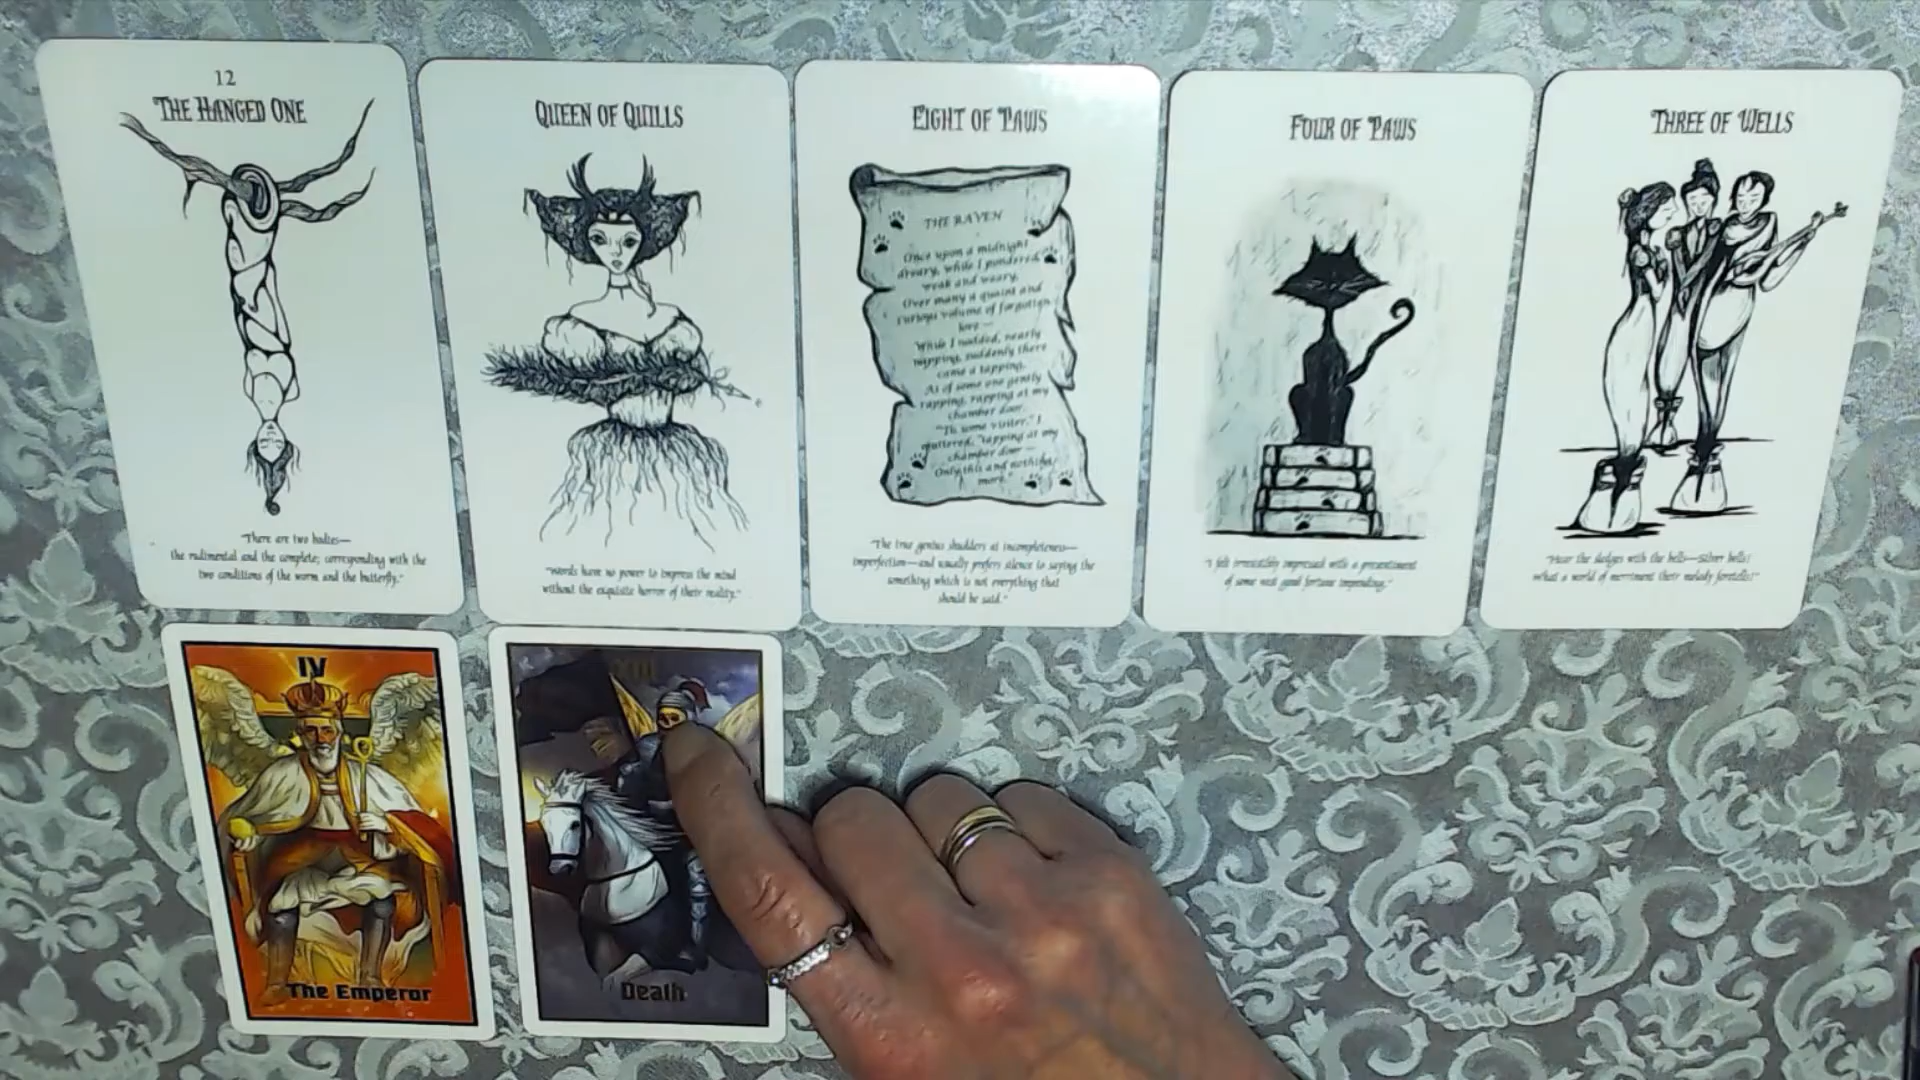 12
THE HANGED ONE
"There are two bodies—
the rudimental and the complete; corresponding with the
two conditions of the worm and the butterfly."
QUEEN OF QUILLS
"Words have no power to impress the mind
without the exquisite horror of their reality."
EIGHT OF PAWS
THE RAVEN
Once upon a midnight
dreary, while I pondered,
weak and weary,
Over many a quaint and
curious volume of forgotten
lore—
While I nodded, nearly
napping, suddenly there
came a tapping,
As of some one gently
rapping, rapping at my
chamber door.
"'Tis some visitor," I
muttered, "tapping at my
chamber door—
Only this and nothing
more."
"The true genius shudders at incompleteness—
imperfection—and usually prefers silence to saying the
something which is not everything that
should be said."
FOUR OF PAWS
"I felt irresistibly impressed with a presentiment
of some vast good fortune impending."
THREE OF WELLS
"Hear the sledges with the bells—silver bells!
What a world of merriment their melody foretells!"
IV
The Emperor
XIII
Death